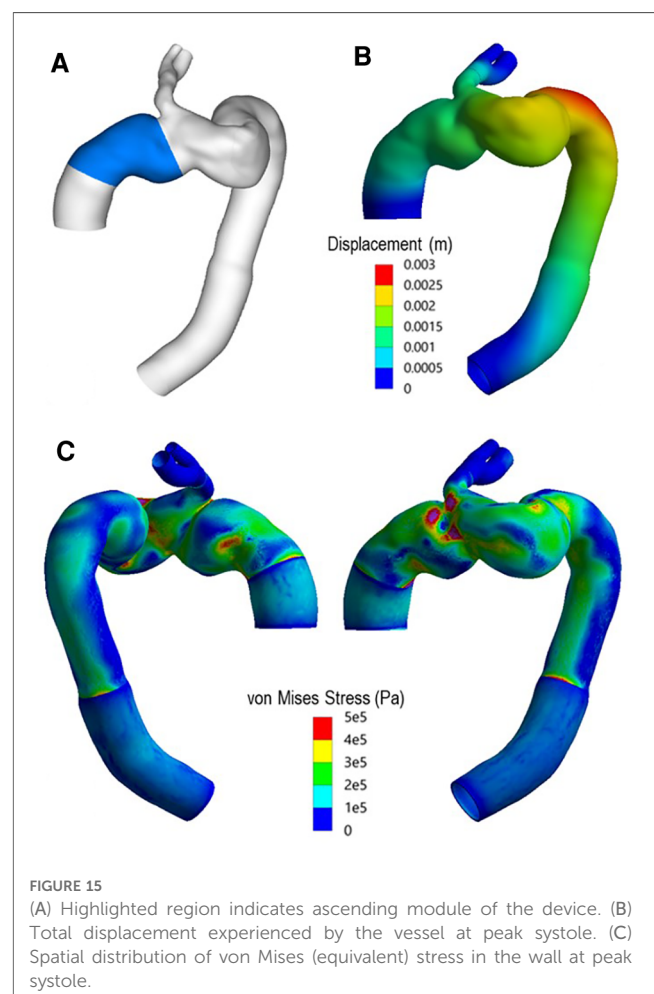 A
B
Displacement (m)
0.003
0.0025
0.002
0.0015
0.001
0.0005
0
C
von Mises Stress (Pa)
5e5
4e5
3e5
2e5
1e5
0
FIGURE 15
(A) Highlighted region indicates ascending module of the device. (B)
Total displacement experienced by the vessel at peak systole. (C)
Spatial distribution of von Mises (equivalent) stress in the wall at peak
systole.